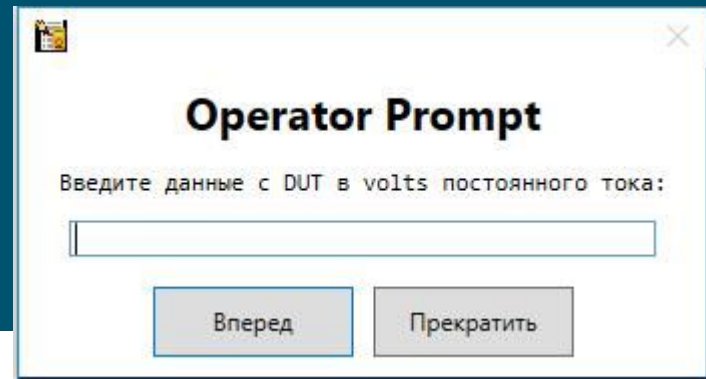 Operator Prompt
Введите данные с DUT в volts постоянного тока:
Вперед Прекратить